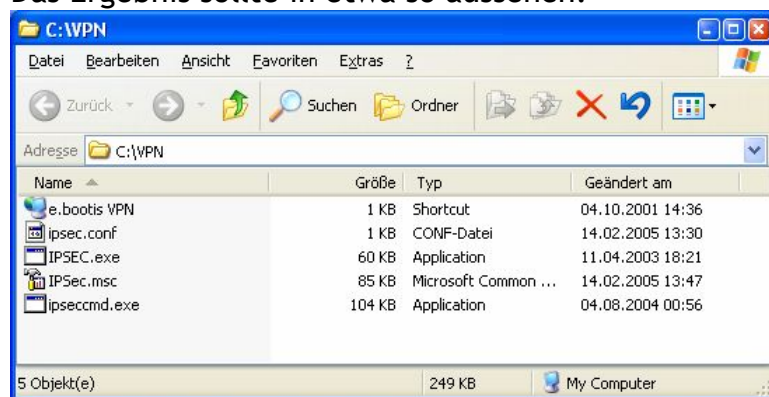 Das Ergebnis sollte in etwa so aussehen:
C:\VPN
Datei Bearbeiten Ansicht Favoriten Extras ?
Zurück Suchen Ordner
Adresse C:\VPN
Name Größe Typ Geändert am
e.bootis VPN 1 KB Shortcut 04.10.2001 14:36
ipsec.conf 1 KB CONF-Datei 14.02.2005 13:30
IPSEC.exe 60 KB Application 11.04.2003 18:21
IPSec.msc 85 KB Microsoft Common ... 14.02.2005 13:47
ipseccmd.exe 104 KB Application 04.08.2004 00:56
5 Objekt(e) 249 KB My Computer